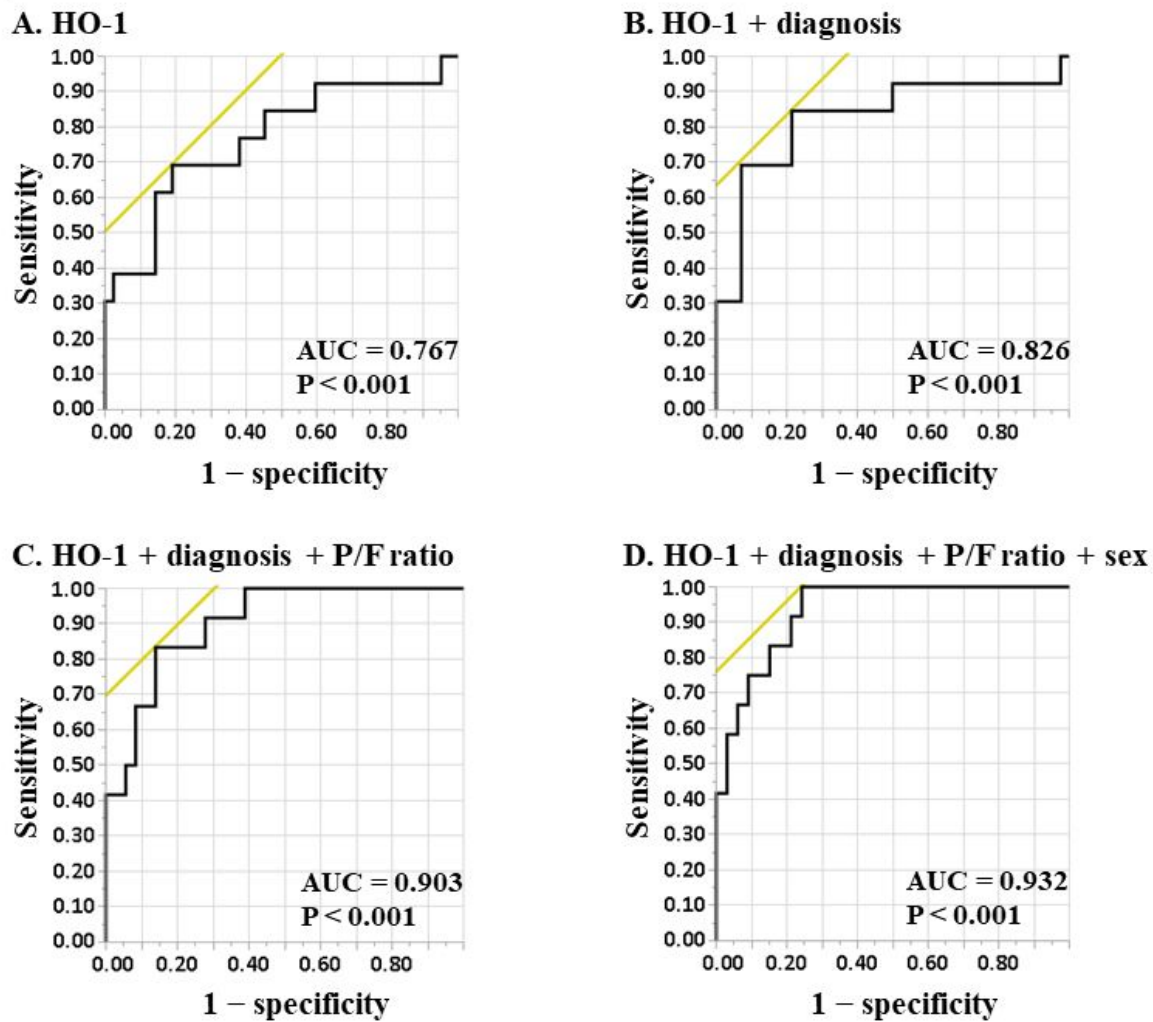 A. HO-1
1.00
0.90
0.80
0.70
0.60
0.50
0.40
0.30
0.20
0.10
0.00
Sensitivity
AUC = 0.767
P < 0.001
0.00 0.20 0.40 0.60 0.80
1 – specificity
B. HO-1 + diagnosis
1.00
0.90
0.80
0.70
0.60
0.50
0.40
0.30
0.20
0.10
0.00
Sensitivity
AUC = 0.826
P < 0.001
0.00 0.20 0.40 0.60 0.80
1 – specificity
C. HO-1 + diagnosis + P/F ratio
1.00
0.90
0.80
0.70
0.60
0.50
0.40
0.30
0.20
0.10
0.00
Sensitivity
AUC = 0.903
P < 0.001
0.00 0.20 0.40 0.60 0.80
1 – specificity
D. HO-1 + diagnosis + P/F ratio + sex
1.00
0.90
0.80
0.70
0.60
0.50
0.40
0.30
0.20
0.10
0.00
Sensitivity
AUC = 0.932
P < 0.001
0.00 0.20 0.40 0.60 0.80
1 – specificity